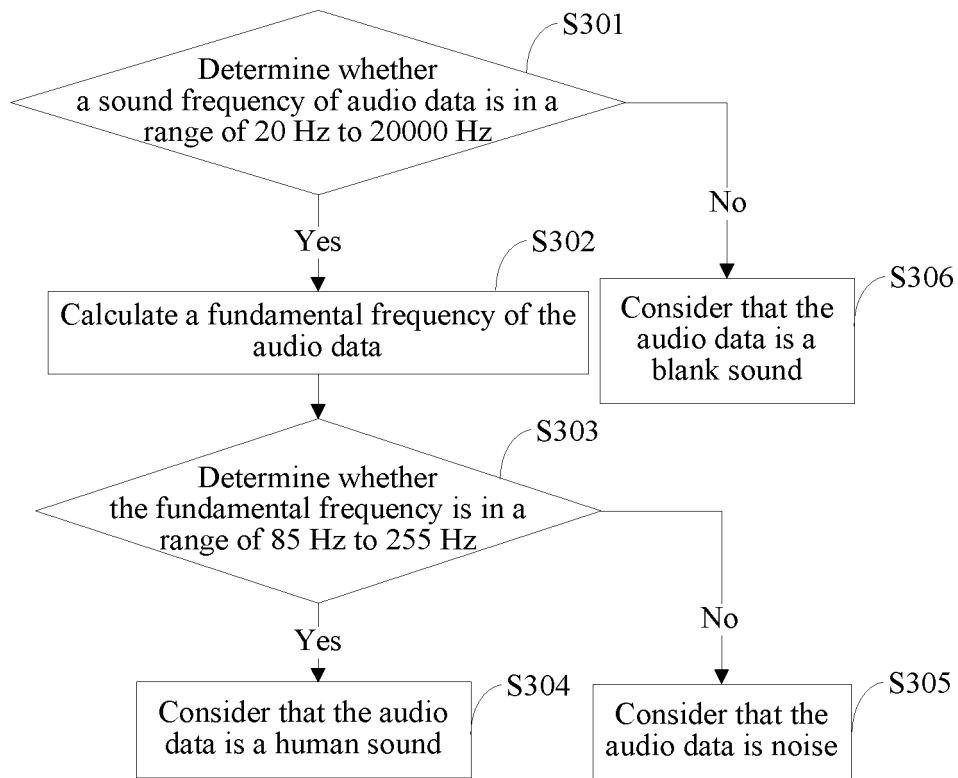 S301
Determine whether
a sound frequency of audio data is in a
range of 20 Hz to 20000 Hz
No
Yes
S302
S306
Calculate a fundamental frequency of the
audio data
Consider that the
audio data is a
blank sound
S303
Determine whether
the fundamental frequency is in a
range of 85 Hz to 255 Hz
No
Yes
S304
S305
Consider that the audio
data is a human sound
Consider that the
audio data is noise